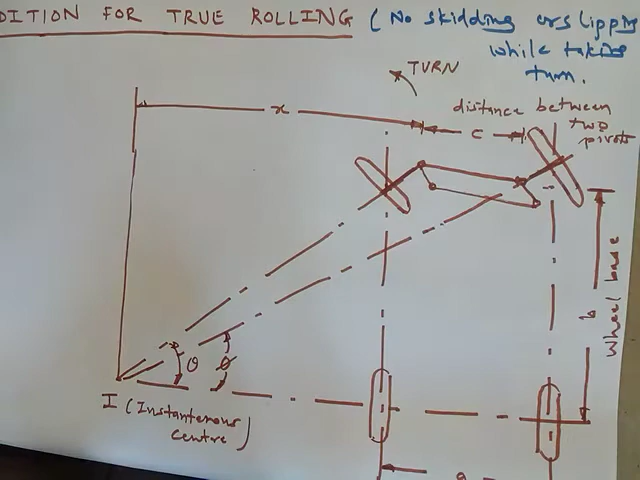 DITION FOR TRUE ROLLING (No skidding or slipping
while taking
turn.
TURN
x
distance between
two
pivots
c
θ
φ
b
Wheel base
I (Instantenous
centre)
a